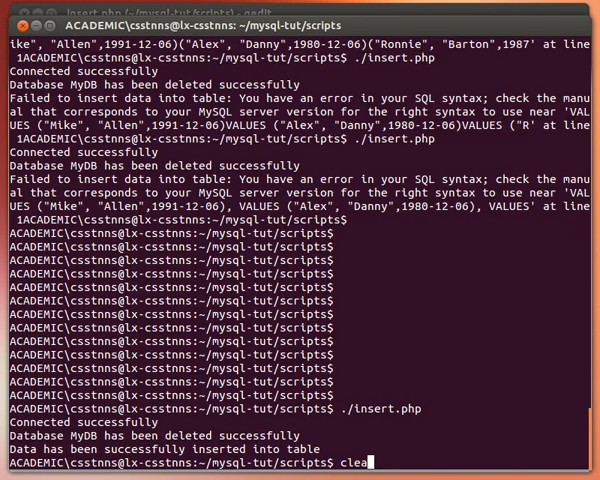 insert.php (~/mysql-tut/scripts) - gedit
ACADEMIC\csstnns@lx-csstnns: ~/mysql-tut/scripts
ike", "Allen",1991-12-06)("Alex", "Danny",1980-12-06)("Ronnie", "Barton",1987' at line
1ACADEMIC\csstnns@lx-csstnns:~/mysql-tut/scripts$ ./insert.php
Connected successfully
Database MyDB has been deleted successfully
Failed to insert data into table: You have an error in your SQL syntax; check the manu
al that corresponds to your MySQL server version for the right syntax to use near 'VAL
UES ("Mike", "Allen",1991-12-06)VALUES ("Alex", "Danny",1980-12-06)VALUES ("R' at line
1ACADEMIC\csstnns@lx-csstnns:~/mysql-tut/scripts$ ./insert.php
Connected successfully
Database MyDB has been deleted successfully
Failed to insert data into table: You have an error in your SQL syntax; check the manu
al that corresponds to your MySQL server version for the right syntax to use near 'VAL
UES ("Mike", "Allen",1991-12-06), VALUES ("Alex", "Danny",1980-12-06), VALUES' at line
1ACADEMIC\csstnns@lx-csstnns:~/mysql-tut/scripts$
ACADEMIC\csstnns@lx-csstnns:~/mysql-tut/scripts$
ACADEMIC\csstnns@lx-csstnns:~/mysql-tut/scripts$
ACADEMIC\csstnns@lx-csstnns:~/mysql-tut/scripts$
ACADEMIC\csstnns@lx-csstnns:~/mysql-tut/scripts$
ACADEMIC\csstnns@lx-csstnns:~/mysql-tut/scripts$
ACADEMIC\csstnns@lx-csstnns:~/mysql-tut/scripts$
ACADEMIC\csstnns@lx-csstnns:~/mysql-tut/scripts$
ACADEMIC\csstnns@lx-csstnns:~/mysql-tut/scripts$
ACADEMIC\csstnns@lx-csstnns:~/mysql-tut/scripts$
ACADEMIC\csstnns@lx-csstnns:~/mysql-tut/scripts$
ACADEMIC\csstnns@lx-csstnns:~/mysql-tut/scripts$
ACADEMIC\csstnns@lx-csstnns:~/mysql-tut/scripts$
ACADEMIC\csstnns@lx-csstnns:~/mysql-tut/scripts$ ./insert.php
Connected successfully
Database MyDB has been deleted successfully
Data has been successfully inserted into table
ACADEMIC\csstnns@lx-csstnns:~/mysql-tut/scripts$ clea